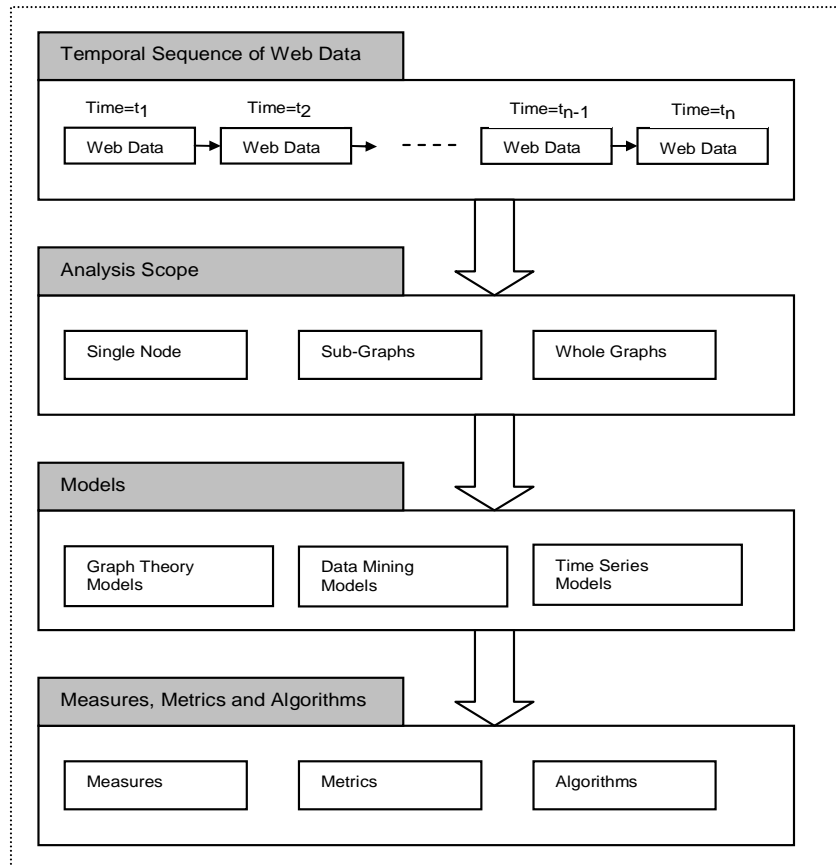 Temporal Sequence of Web Data
Time=t1 Time=t2 Time=tn-1 Time=tn
Web Data Web Data Web Data Web Data
Analysis Scope
Single Node Sub-Graphs Whole Graphs
Models
Graph Theory Models
Data Mining Models
Time Series Models
Measures, Metrics and Algorithms
Measures Metrics Algorithms